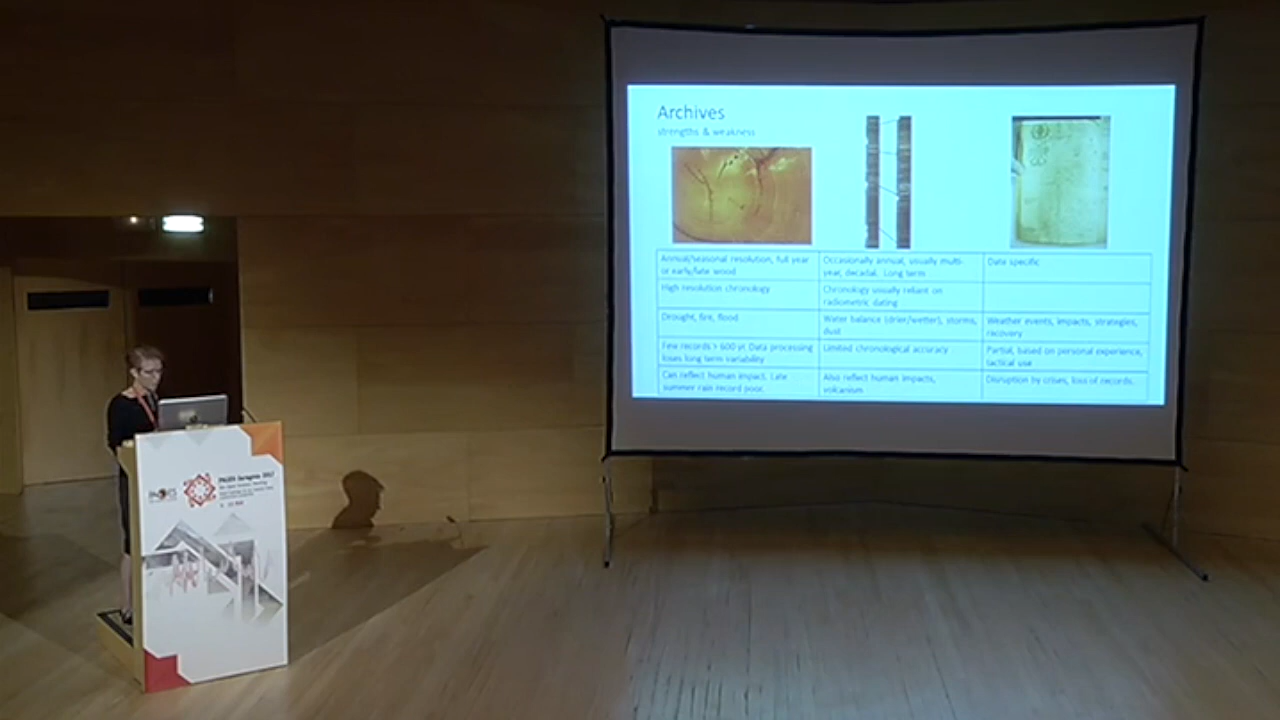 Archives
strengths & weakness
Annual/seasonal resolution, full year
or early/late wood
Occasionally annual, usually multi-
year, decadal. Long term
Date specific
High resolution chronology
Chronology usually reliant on
radiometric dating
Drought, fire, flood
Water balance (drier/wetter), storms,
dust
Weather events, impacts, strategies,
recovery
Few records > 600 yr. Data processing
loses long term variability
Limited chronological accuracy
Partial, based on personal experience,
tactical use
Can reflect human impact. Late
summer rain record poor.
Also reflect human impacts,
volcanism
Disruption by crises, loss of records.
PAGES
PAGES Zaragoza 2017